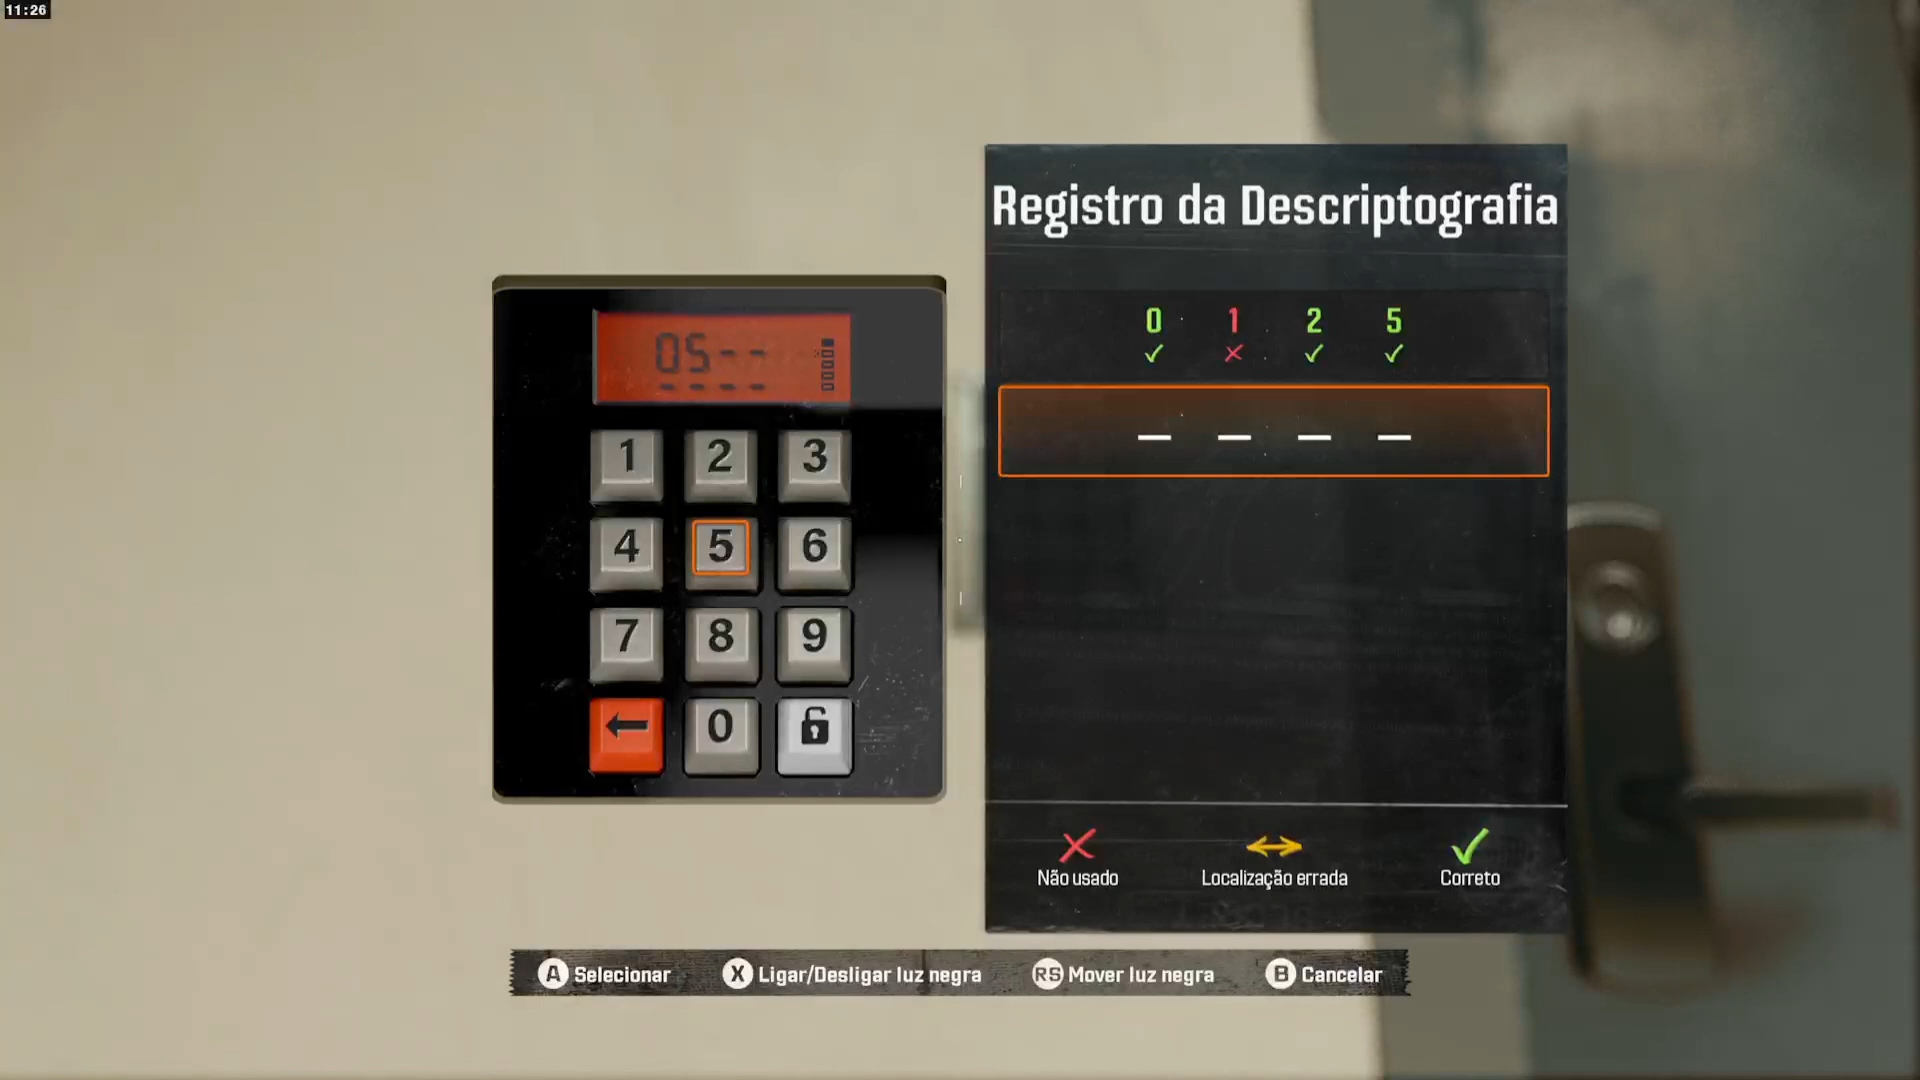 11:26
Registro da Descriptografia
0 1 2 5
05--
----
1 2 3
4 5 6
7 8 9
0
Não usado
Localização errada
Correto
A Selecionar
X Ligar/Desligar luz negra
RS Mover luz negra
B Cancelar